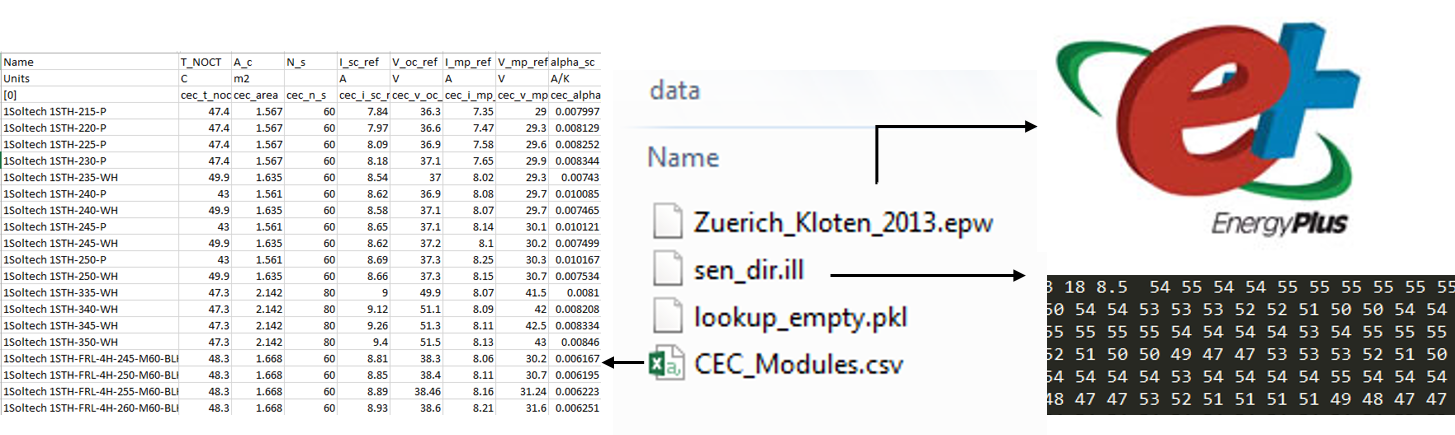 Name T_NOCT A_c N_s I_sc_ref V_oc_ref I_mp_ref V_mp_ref alpha_sc
Units C m2 A V A V A/K
[0] cec_t_noc cec_area cec_n_s cec_i_sc_r cec_v_oc_ cec_i_mp_ cec_v_mp cec_alpha
1Soltech 1STH-215-P 47.4 1.567 60 7.84 36.3 7.35 29 0.007997
1Soltech 1STH-220-P 47.4 1.567 60 7.97 36.6 7.47 29.3 0.008129
1Soltech 1STH-225-P 47.4 1.567 60 8.09 36.9 7.58 29.6 0.008252
1Soltech 1STH-230-P 47.4 1.567 60 8.18 37.1 7.65 29.9 0.008344
1Soltech 1STH-235-WH 49.9 1.635 60 8.54 37 8.02 29.3 0.00743
1Soltech 1STH-240-P 43 1.561 60 8.62 36.9 8.08 29.7 0.010085
1Soltech 1STH-240-WH 49.9 1.635 60 8.58 37.1 8.07 29.7 0.007465
1Soltech 1STH-245-P 43 1.561 60 8.65 37.1 8.14 30.1 0.010121
1Soltech 1STH-245-WH 49.9 1.635 60 8.62 37.2 8.1 30.2 0.007499
1Soltech 1STH-250-P 43 1.561 60 8.69 37.3 8.25 30.3 0.010167
1Soltech 1STH-250-WH 49.9 1.635 60 8.66 37.3 8.15 30.7 0.007534
1Soltech 1STH-335-WH 47.3 2.142 80 9 49.9 8.07 41.5 0.0081
1Soltech 1STH-340-WH 47.3 2.142 80 9.12 51.1 8.09 42 0.008208
1Soltech 1STH-345-WH 47.3 2.142 80 9.26 51.3 8.11 42.5 0.008334
1Soltech 1STH-350-WH 47.3 2.142 80 9.4 51.5 8.13 43 0.00846
1Soltech 1STH-FRL-4H-245-M60-BLK 48.3 1.668 60 8.81 38.3 8.06 30.2 0.006167
1Soltech 1STH-FRL-4H-250-M60-BLK 48.3 1.668 60 8.85 38.4 8.11 30.7 0.006195
1Soltech 1STH-FRL-4H-255-M60-BLK 48.3 1.668 60 8.89 38.46 8.16 31.24 0.006223
1Soltech 1STH-FRL-4H-260-M60-BLK 48.3 1.668 60 8.93 38.6 8.21 31.6 0.006251
data
Name
Zuerich_Kloten_2013.epw
sen_dir.ill
lookup_empty.pkl
CEC_Modules.csv
e+
EnergyPlus
3 18 8.5 54 55 54 54 55 55 55 55 55 55
50 54 54 53 53 53 52 52 51 50 50 54 54
55 55 55 55 54 54 54 54 53 54 55 55 55
52 51 50 50 49 47 47 53 53 53 52 51 50
54 54 54 54 53 54 54 54 54 55 54 54 54
48 47 47 53 52 51 51 51 51 49 48 47 47